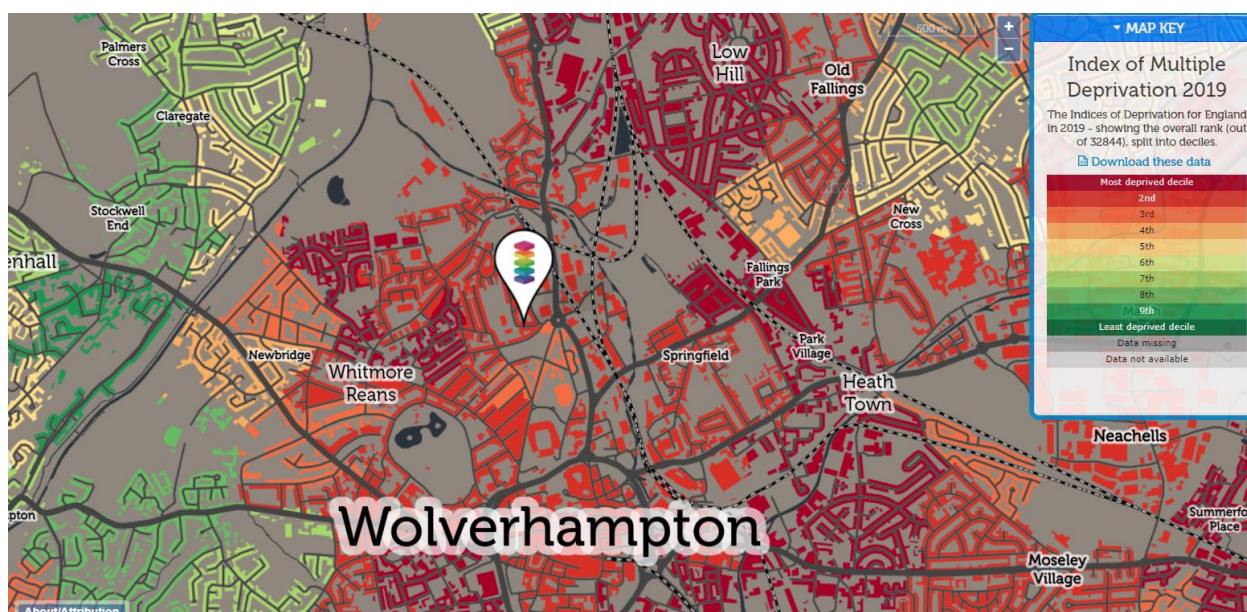 Palmers
Cross
Claregate
Stockwell
End
enhall
Newbridge
Whitmore
Reans
pton
Wolverhampton
Low
Hill
Old
Fallings
New
Cross
Fallings
Park
Park
Village
Springfield
Heath
Town
Neachells
Summerfo
Place
Moseley
Village
500 m
+
−
MAP KEY
Index of Multiple
Deprivation 2019
The Indices of Deprivation for England
in 2019 - showing the overall rank (out
of 32844), split into deciles.
Download these data
Most deprived decile
2nd
3rd
4th
5th
6th
7th
8th
9th
Least deprived decile
Data missing
Data not available
About/Attribution